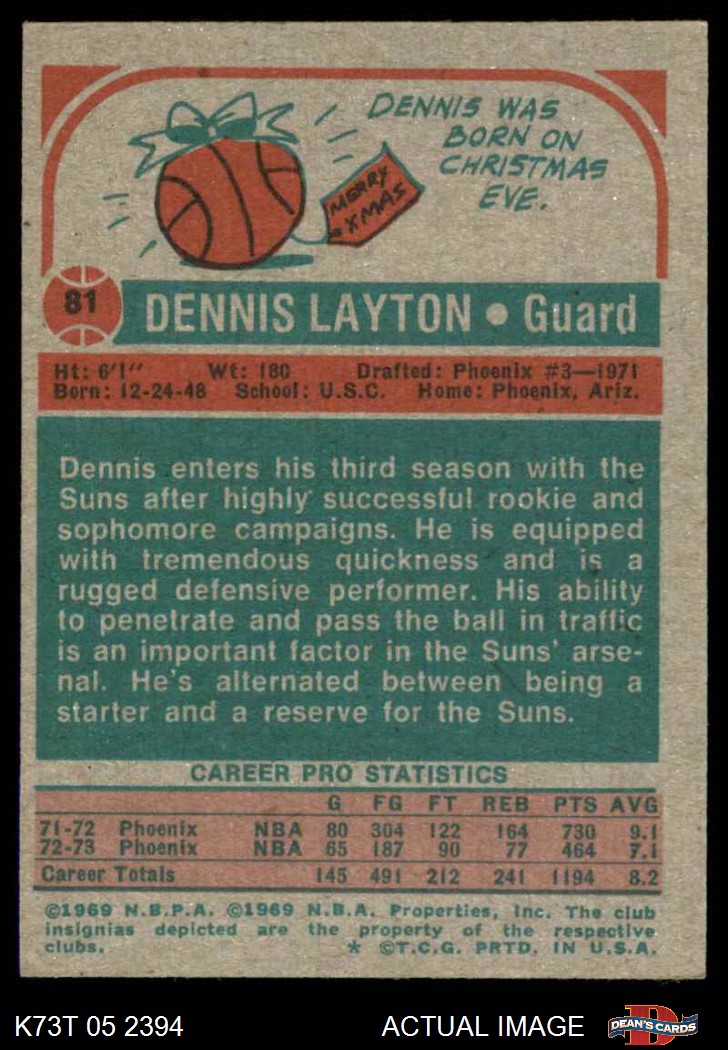 DENNIS WAS
BORN ON
CHRISTMAS
EVE.
MERRY
XMAS
81
DENNIS LAYTON • Guard
Ht: 6'1" Wt: 180 Drafted: Phoenix #3—1971
Born: 12-24-48 School: U.S.C. Home: Phoenix, Ariz.
Dennis enters his third season with the
Suns after highly successful rookie and
sophomore campaigns. He is equipped
with tremendous quickness and is a
rugged defensive performer. His ability
to penetrate and pass the ball in traffic
is an important factor in the Suns' arse-
nal. He's alternated between being a
starter and a reserve for the Suns.
CAREER PRO STATISTICS
G FG FT REB PTS AVG
71-72 Phoenix NBA 80 304 122 164 730 9.1
72-73 Phoenix NBA 65 187 90 77 464 7.1
Career Totals 145 491 212 241 1194 8.2
©1969 N.B.P.A. ©1969 N.B.A. Properties, Inc. The club
insignias depicted are the property of the respective
clubs. * ©T.C.G. PRTD. IN U.S.A.
K73T 05 2394 ACTUAL IMAGE DEAN'S CARDS